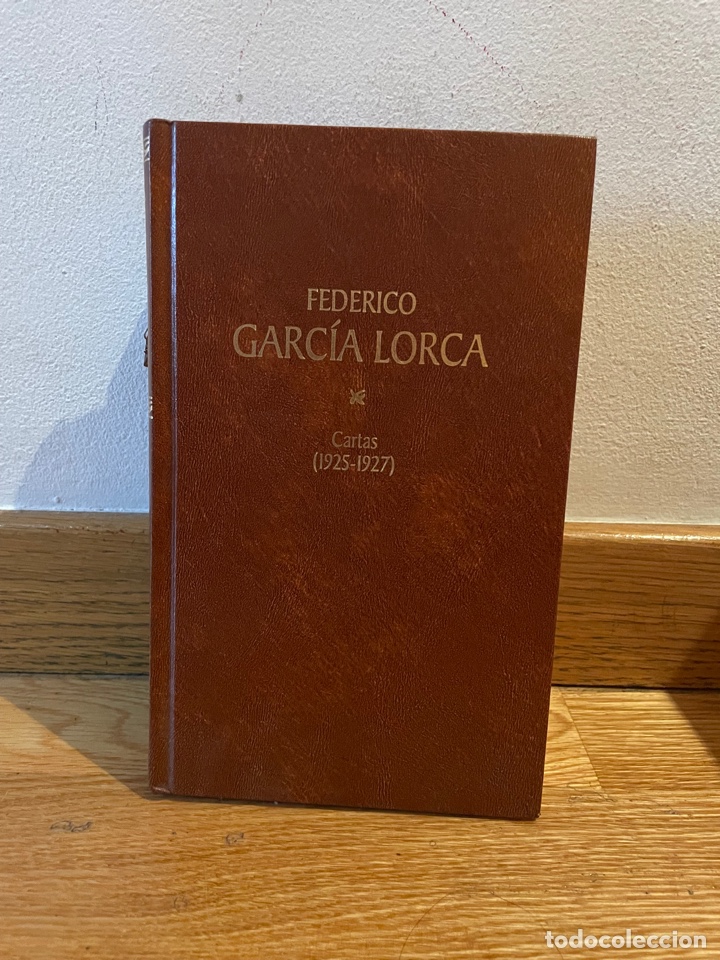 FEDERICO
GARCÍA LORCA
Cartas
(1925-1927)
todocoleccion